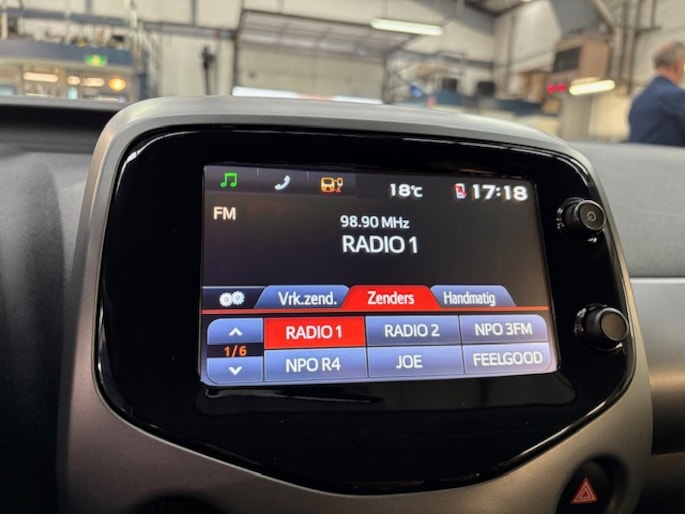 18°C 17:18
FM
98.90 MHz
RADIO 1
Vrk.zend. Zenders Handmatig
RADIO 1 RADIO 2 NPO 3FM
1/6
NPO R4 JOE FEELGOOD